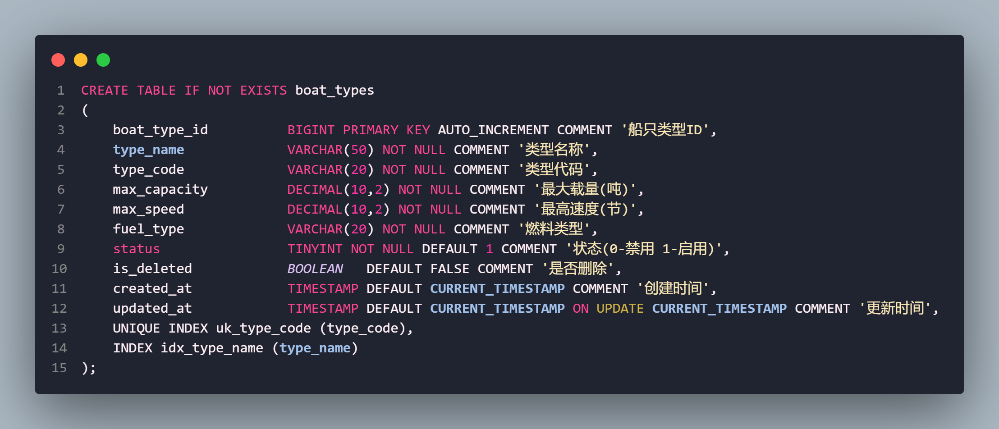 1 CREATE TABLE IF NOT EXISTS boat_types
2 (
3     boat_type_id          BIGINT PRIMARY KEY AUTO_INCREMENT COMMENT '船只类型ID',
4     type_name             VARCHAR(50) NOT NULL COMMENT '类型名称',
5     type_code             VARCHAR(20) NOT NULL COMMENT '类型代码',
6     max_capacity          DECIMAL(10,2) NOT NULL COMMENT '最大载量(吨)',
7     max_speed             DECIMAL(10,2) NOT NULL COMMENT '最高速度(节)',
8     fuel_type             VARCHAR(20) NOT NULL COMMENT '燃料类型',
9     status                TINYINT NOT NULL DEFAULT 1 COMMENT '状态(0-禁用 1-启用)',
10     is_deleted            BOOLEAN   DEFAULT FALSE COMMENT '是否删除',
11     created_at            TIMESTAMP DEFAULT CURRENT_TIMESTAMP COMMENT '创建时间',
12     updated_at            TIMESTAMP DEFAULT CURRENT_TIMESTAMP ON UPDATE CURRENT_TIMESTAMP COMMENT '更新时间',
13     UNIQUE INDEX uk_type_code (type_code),
14     INDEX idx_type_name (type_name)
15 );